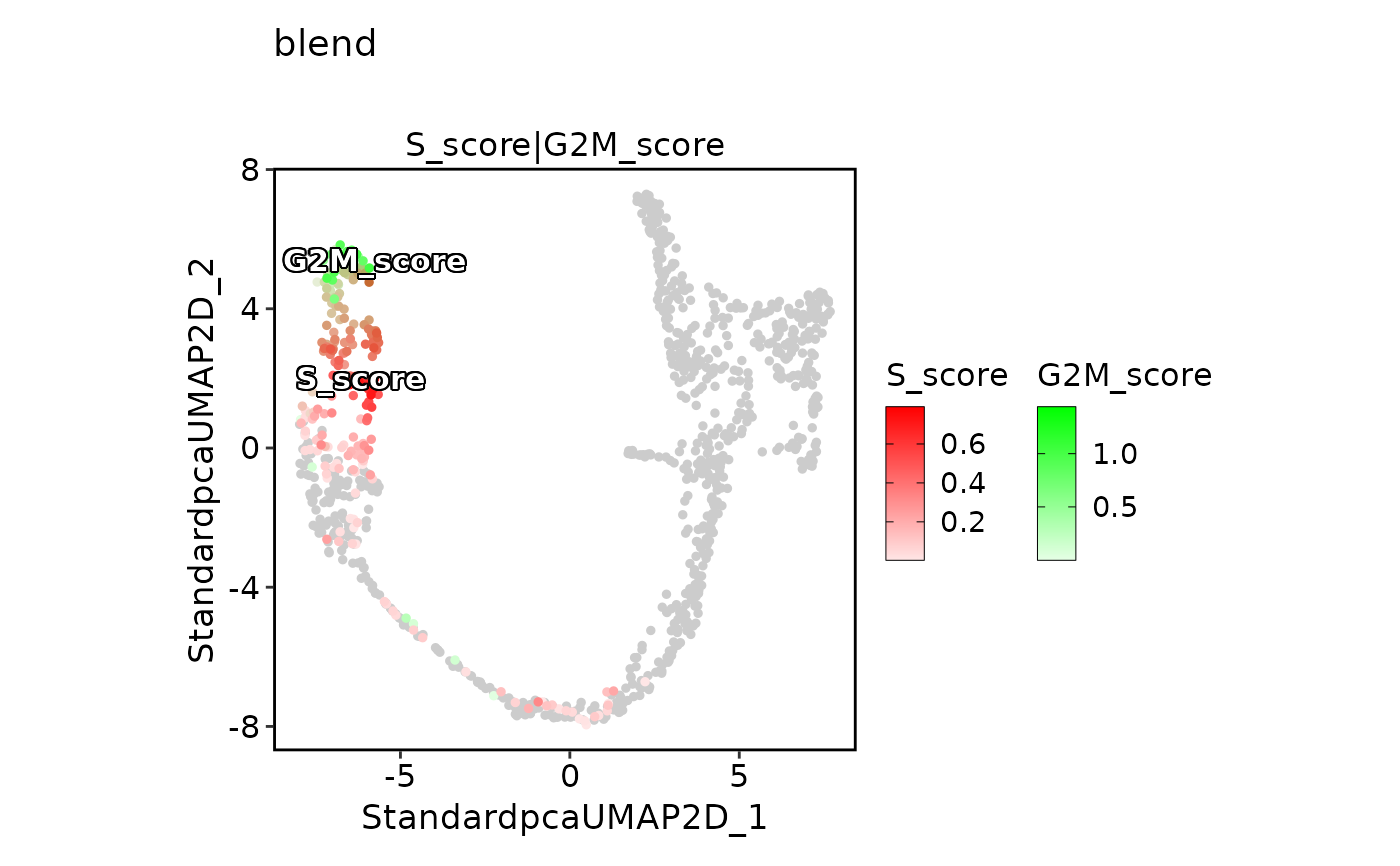 blend
S_score|G2M_score
8
4
0
-4
-8
StandardpcaUMAP2D_2
G2M_score
S_score
-5
0
5
StandardpcaUMAP2D_1
S_score
0.6
0.4
0.2
G2M_score
1.0
0.5